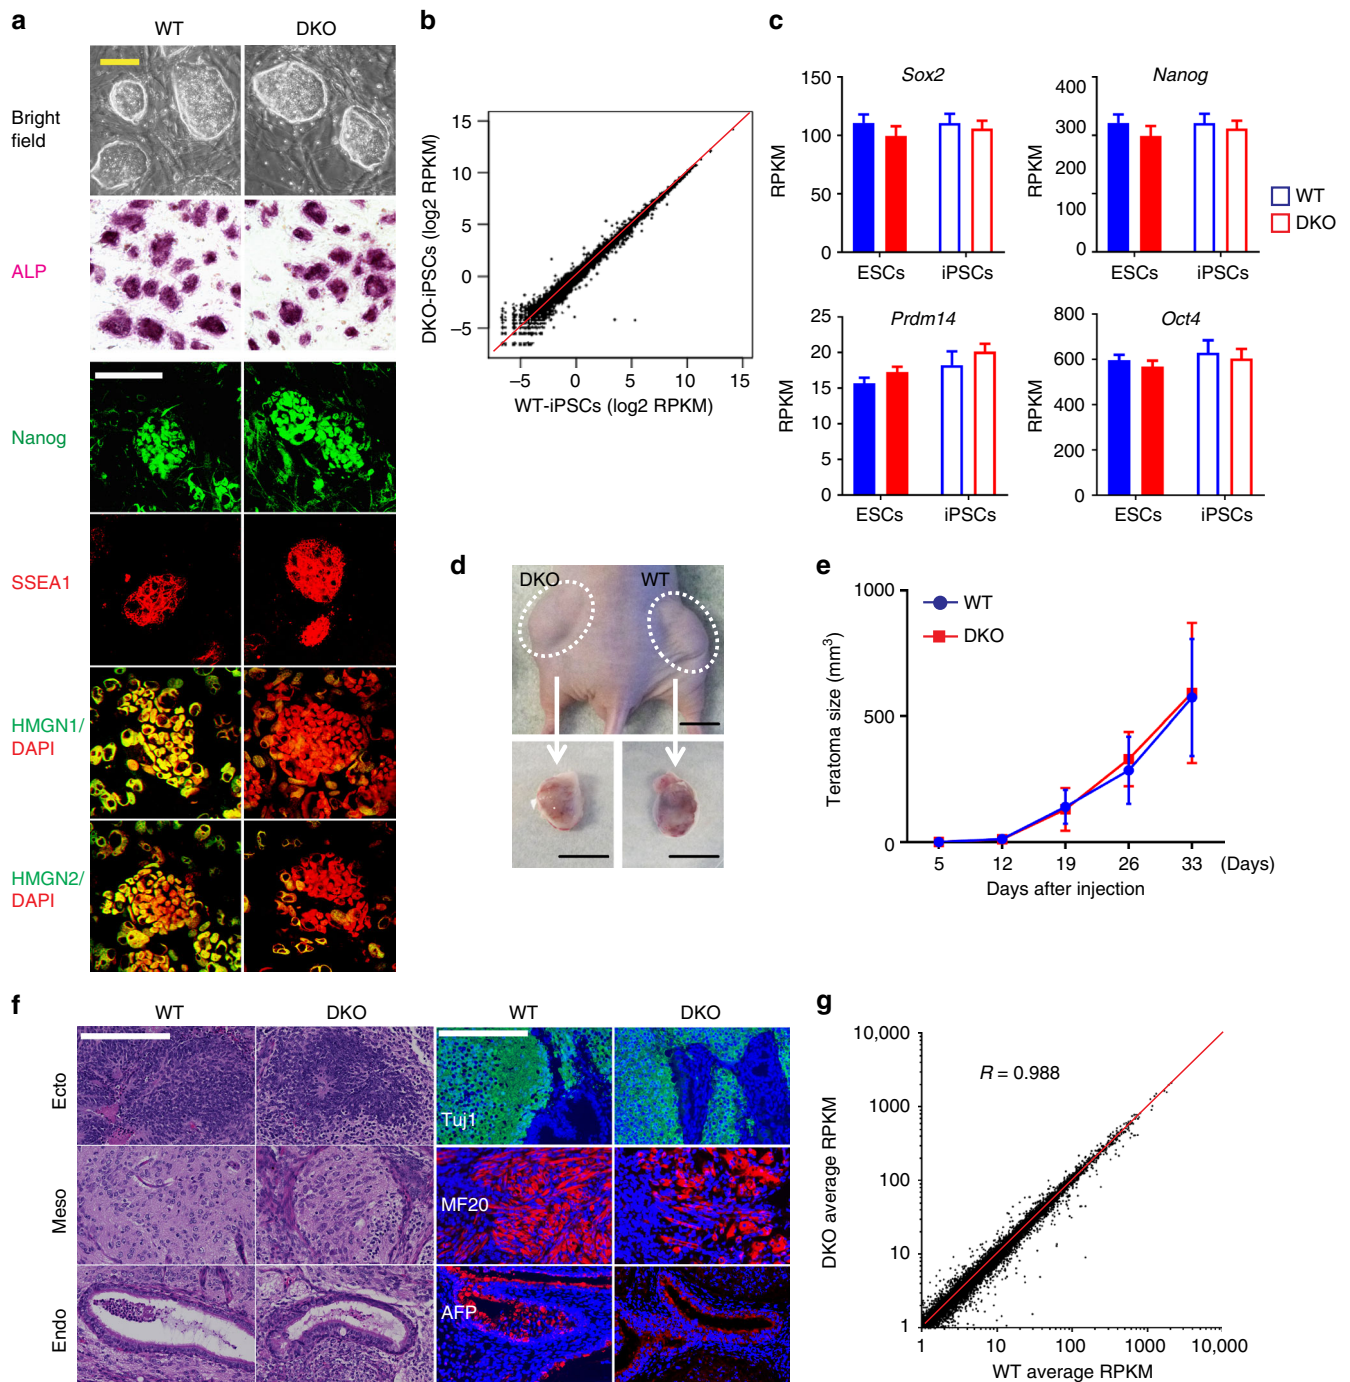 a
WT
DKO
Bright
field
ALP
Nanog
SSEA1
HMGN1/
DAPI
HMGN2/
DAPI
b
DKO-iPSCs (log2 RPKM)
15
10
5
0
−5
−5
0
5
10
15
WT-iPSCs (log2 RPKM)
c
Sox2
RPKM
150
100
50
0
ESCs
iPSCs
Nanog
RPKM
400
300
200
100
0
ESCs
iPSCs
WT
DKO
Prdm14
RPKM
25
20
15
10
5
0
ESCs
iPSCs
Oct4
RPKM
800
600
400
200
0
ESCs
iPSCs
d
DKO
WT
e
Teratoma size (mm3)
1000
500
0
WT
DKO
5
12
19
26
33
(Days)
Days after injection
f
WT
DKO
WT
DKO
Ecto
Tuj1
Meso
MF20
Endo
AFP
g
DKO average RPKM
10,000
1000
100
10
1
R = 0.988
1
10
100
1000
10,000
WT average RPKM